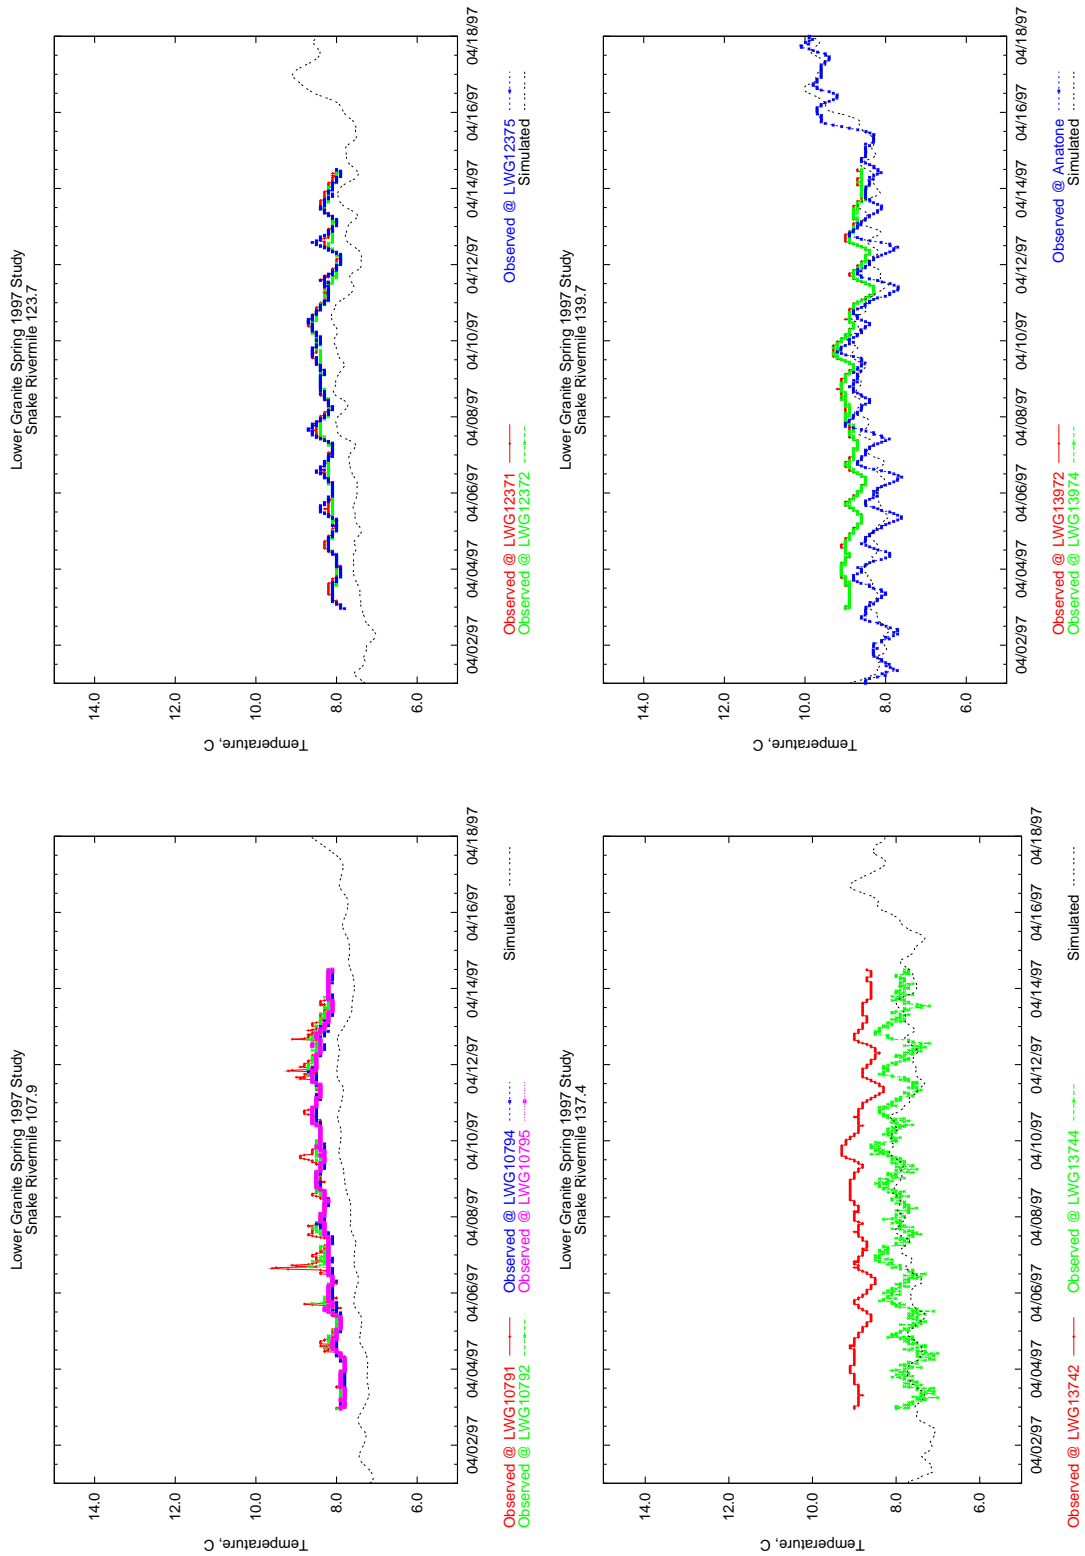 Lower Granite Spring 1997 Study
Snake Rivermile 107.9
Temperature, C
14.0
12.0
10.0
8.0
6.0
04/02/97 04/04/97 04/06/97 04/08/97 04/10/97 04/12/97 04/14/97 04/16/97 04/18/97
Observed @ LWG10791 Observed @ LWG10794 Simulated
Observed @ LWG10792 Observed @ LWG10795
Lower Granite Spring 1997 Study
Snake Rivermile 123.7
Temperature, C
14.0
12.0
10.0
8.0
6.0
04/02/97 04/04/97 04/06/97 04/08/97 04/10/97 04/12/97 04/14/97 04/16/97 04/18/97
Observed @ LWG12371 Observed @ LWG12375
Observed @ LWG12372 Simulated
Lower Granite Spring 1997 Study
Snake Rivermile 137.4
Temperature, C
14.0
12.0
10.0
8.0
6.0
04/02/97 04/04/97 04/06/97 04/08/97 04/10/97 04/12/97 04/14/97 04/16/97 04/18/97
Observed @ LWG13742 Observed @ LWG13744 Simulated
Lower Granite Spring 1997 Study
Snake Rivermile 139.7
Temperature, C
14.0
12.0
10.0
8.0
6.0
04/02/97 04/04/97 04/06/97 04/08/97 04/10/97 04/12/97 04/14/97 04/16/97 04/18/97
Observed @ LWG13972 Observed @ Anatone
Observed @ LWG13974 Simulated